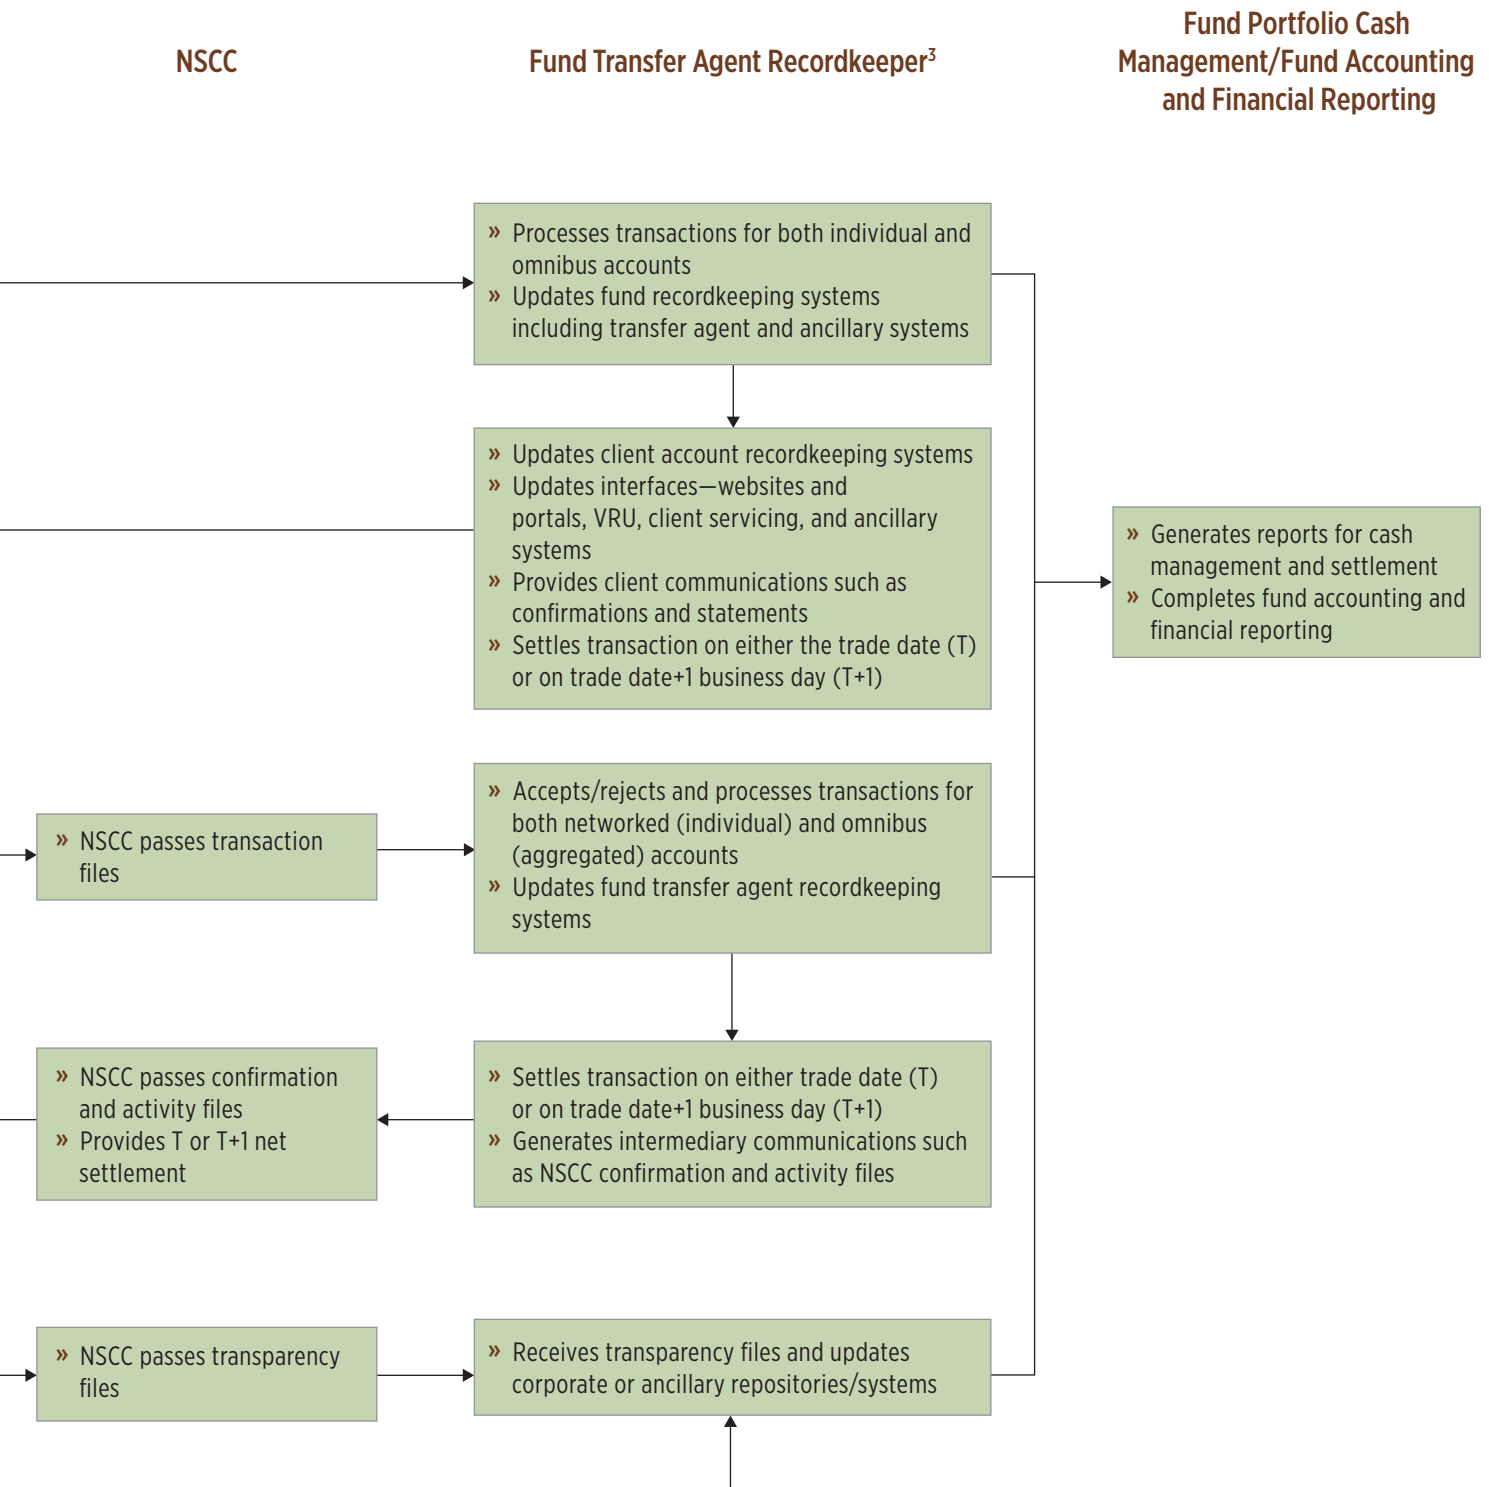 NSCC
Fund Transfer Agent Recordkeeper³
Fund Portfolio Cash
Management/Fund Accounting
and Financial Reporting
» Processes transactions for both individual and
omnibus accounts
» Updates fund recordkeeping systems
including transfer agent and ancillary systems
» Updates client account recordkeeping systems
» Updates interfaces—websites and
portals, VRU, client servicing, and ancillary
systems
» Provides client communications such as
confirmations and statements
» Settles transaction on either the trade date (T)
or on trade date+1 business day (T+1)
» Generates reports for cash
management and settlement
» Completes fund accounting and
financial reporting
» NSCC passes transaction
files
» Accepts/rejects and processes transactions for
both networked (individual) and omnibus
(aggregated) accounts
» Updates fund transfer agent recordkeeping
systems
» NSCC passes confirmation
and activity files
» Provides T or T+1 net
settlement
» Settles transaction on either trade date (T)
or on trade date+1 business day (T+1)
» Generates intermediary communications such
as NSCC confirmation and activity files
» NSCC passes transparency
files
» Receives transparency files and updates
corporate or ancillary repositories/systems